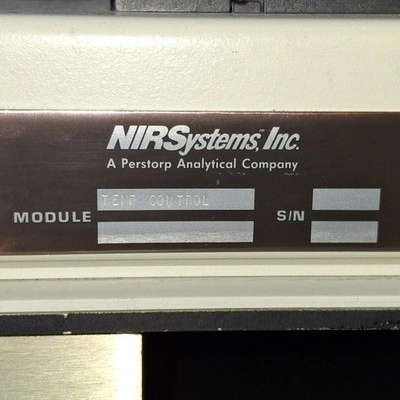 NIRSystems, Inc.
A Perstorp Analytical Company
TEMP CONTROL
MODULE S/N